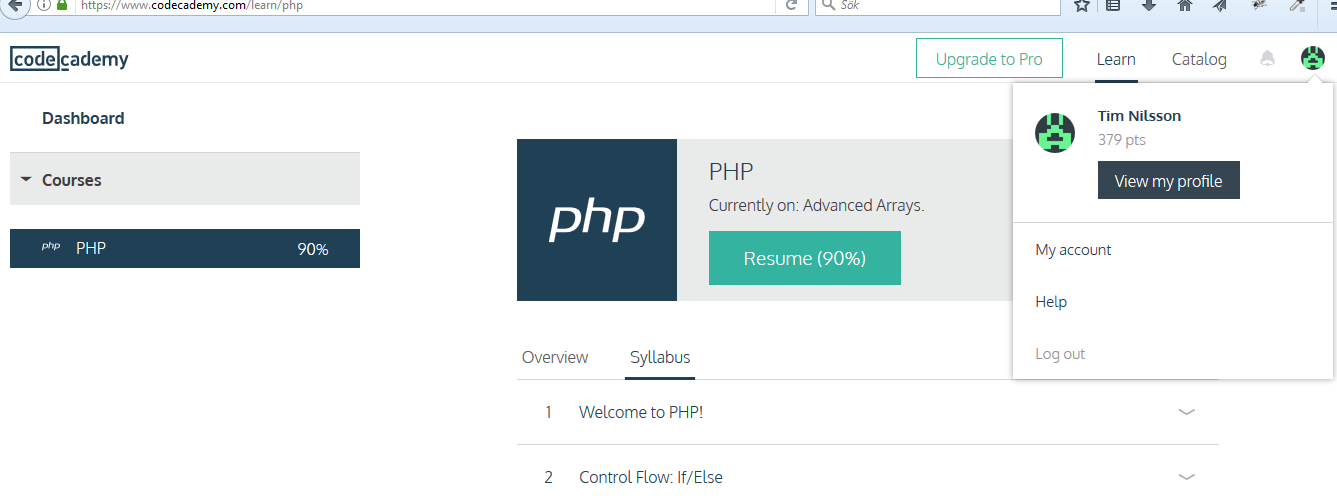 https://www.codecademy.com/learn/php
Sök
codecademy
Upgrade to Pro
Learn
Catalog
Dashboard
Courses
php PHP 90%
php
PHP
Currently on: Advanced Arrays.
Resume (90%)
Tim Nilsson
379 pts
View my profile
My account
Help
Log out
Overview
Syllabus
1 Welcome to PHP!
2 Control Flow: If/Else